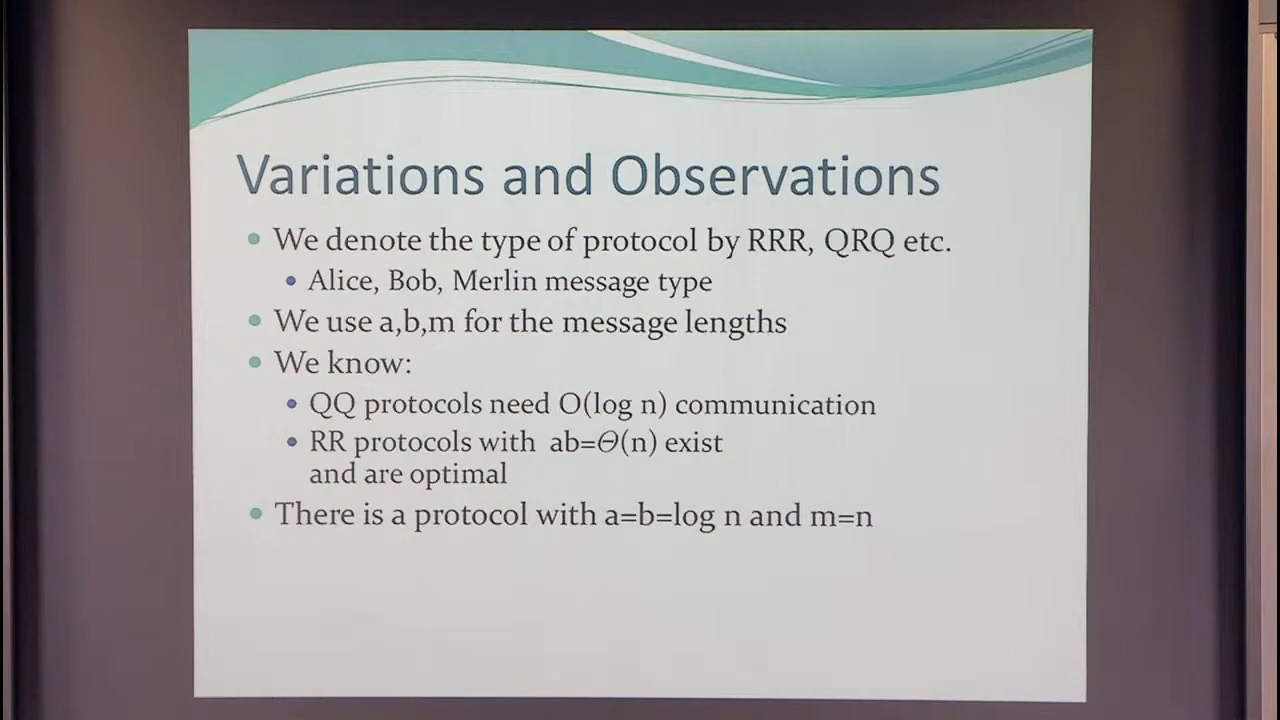 Variations and Observations
We denote the type of protocol by RRR, QRQ etc.
Alice, Bob, Merlin message type
We use a,b,m for the message lengths
We know:
QQ protocols need O(log n) communication
RR protocols with ab=Θ(n) exist
and are optimal
There is a protocol with a=b=log n and m=n